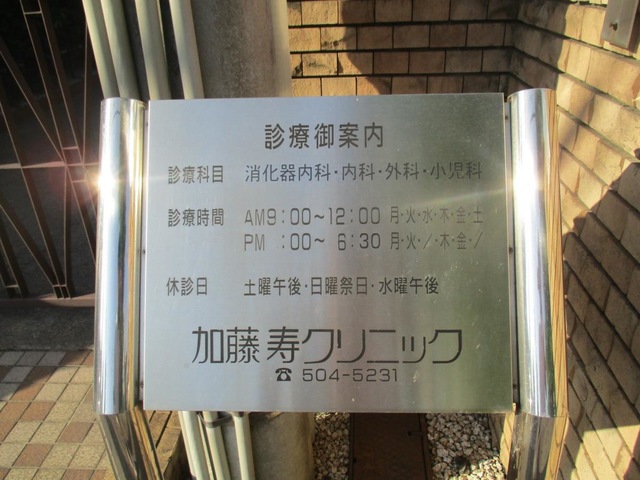 診療御案内
診療科目 消化器内科・内科・外科・小児科
診療時間 AM9:00～12:00 月・火・水・木・金・土
PM :00～ 6:30 月・火・/・木・金・/
休診日 土曜午後・日曜祭日・水曜午後
加藤寿クリニック
☎504-5231